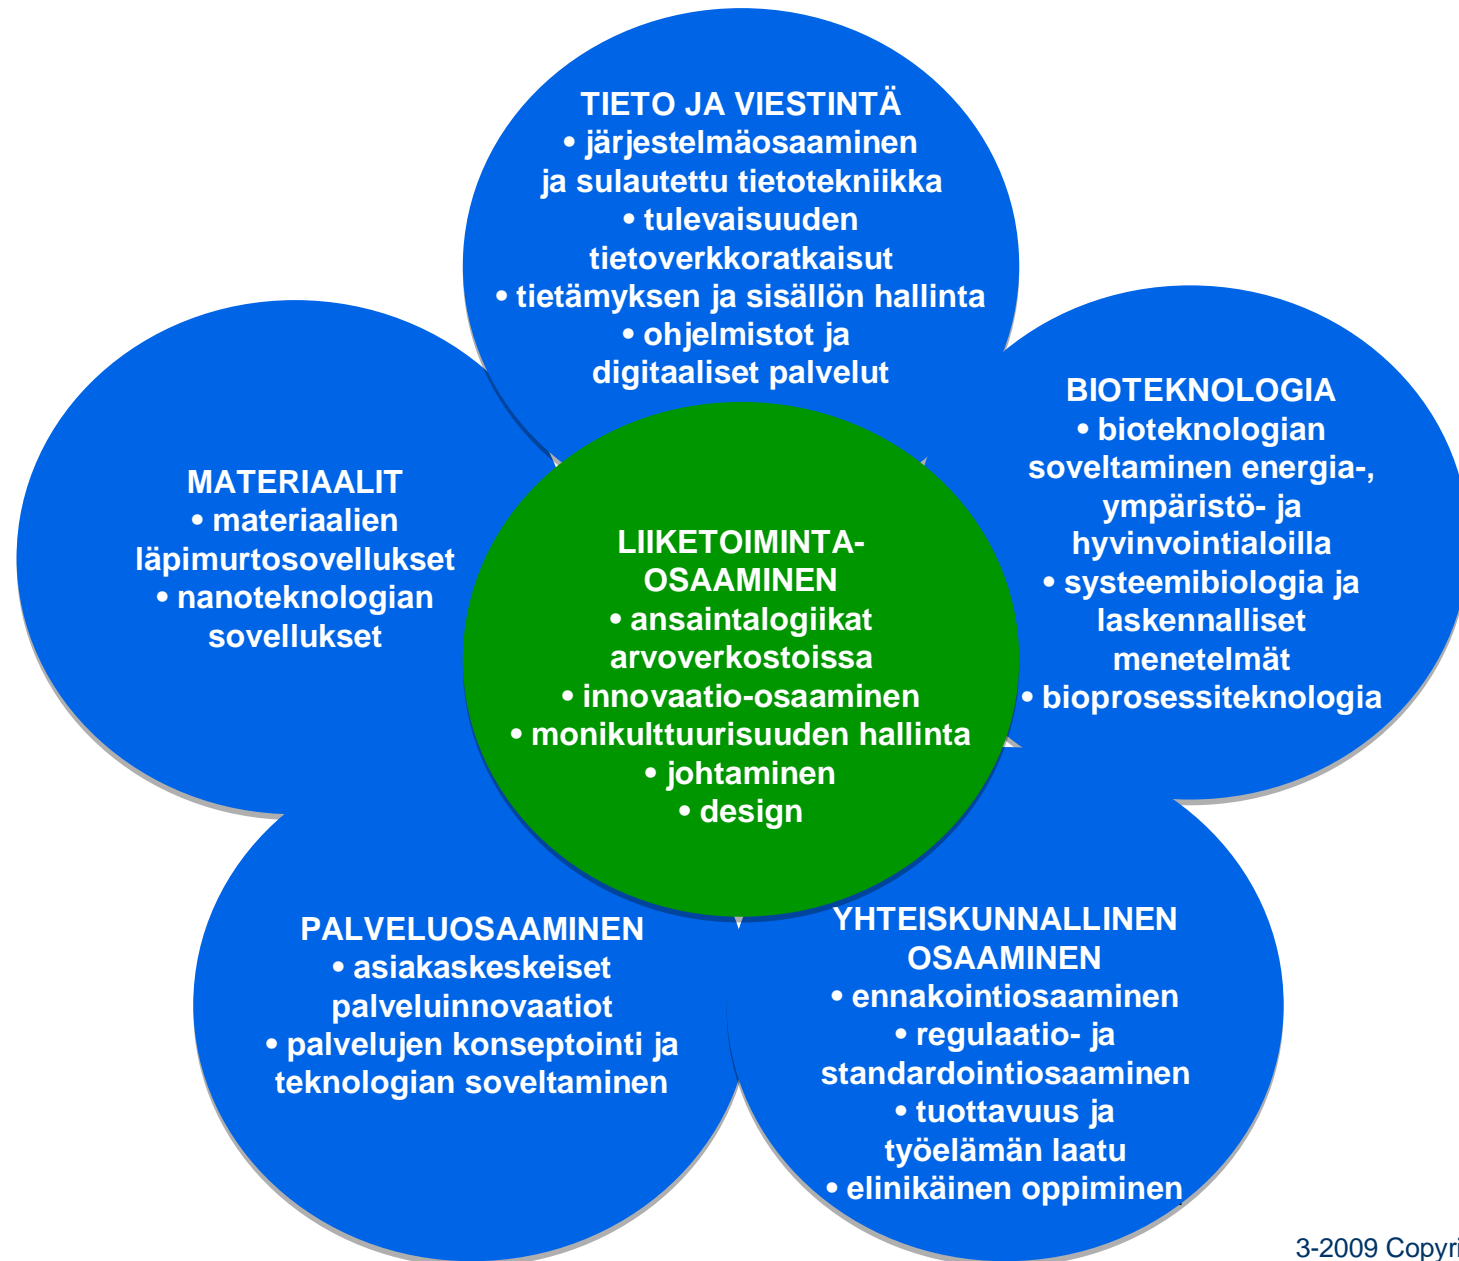 TIETO JA VIESTINTÄ
• järjestelmäosaaminen
ja sulautettu tietotekniikka
• tulevaisuuden
tietoverkkoratkaisut
• tietämyksen ja sisällön hallinta
• ohjelmistot ja
digitaaliset palvelut
MATERIAALIT
• materiaalien
läpimurtosovellukset
• nanoteknologian
sovellukset
BIOTEKNOLOGIA
• bioteknologian
soveltaminen energia-,
ympäristö- ja
hyvinvointialoilla
• systeemibiologia ja
laskennalliset
menetelmät
• bioprosessiteknologia
LIIKETOIMINTA-
OSAAMINEN
• ansaintalogiikat
arvoverkostoissa
• innovaatio-osaaminen
• monikulttuurisuuden hallinta
• johtaminen
• design
PALVELUOSAAMINEN
• asiakaskeskeiset
palveluinnovaatiot
• palvelujen konseptointi ja
teknologian soveltaminen
YHTEISKUNNALLINEN
OSAAMINEN
• ennakointiosaaminen
• regulaatio- ja
standardointiosaaminen
• tuottavuus ja
työelämän laatu
• elinikäinen oppiminen
3-2009 Copyri